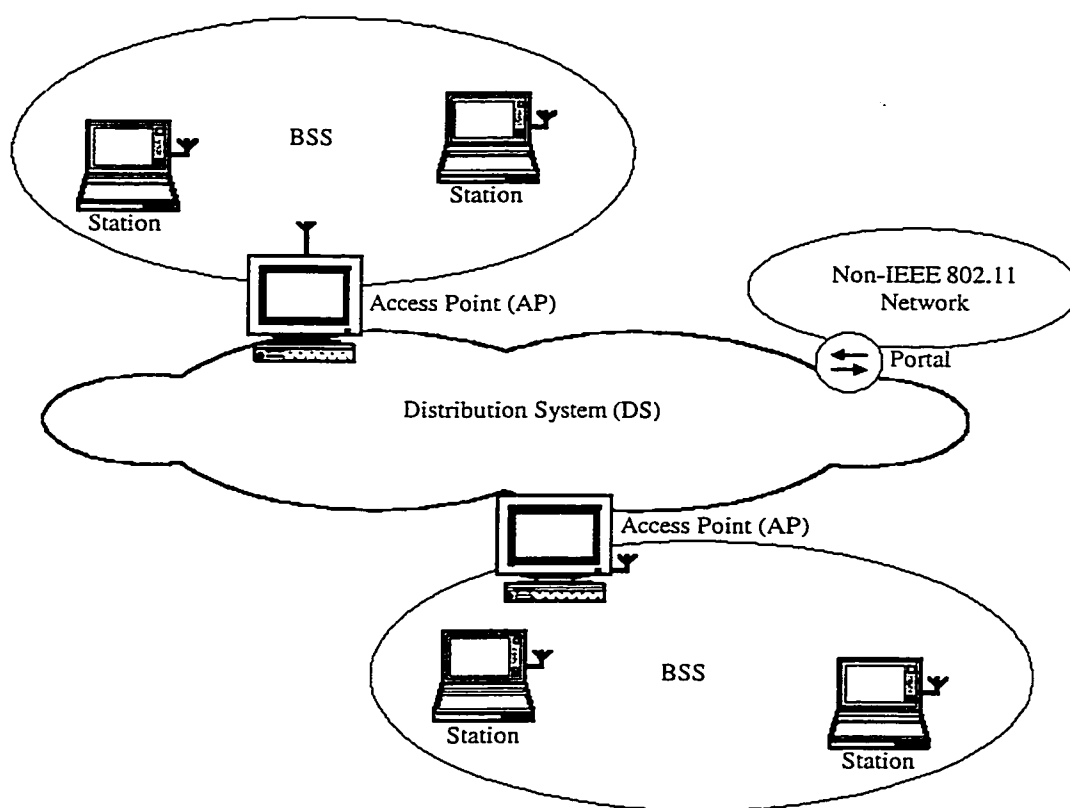 BSS
Station
Station
Access Point (AP)
Non-IEEE 802.11
Network
Portal
Distribution System (DS)
Access Point (AP)
BSS
Station
Station